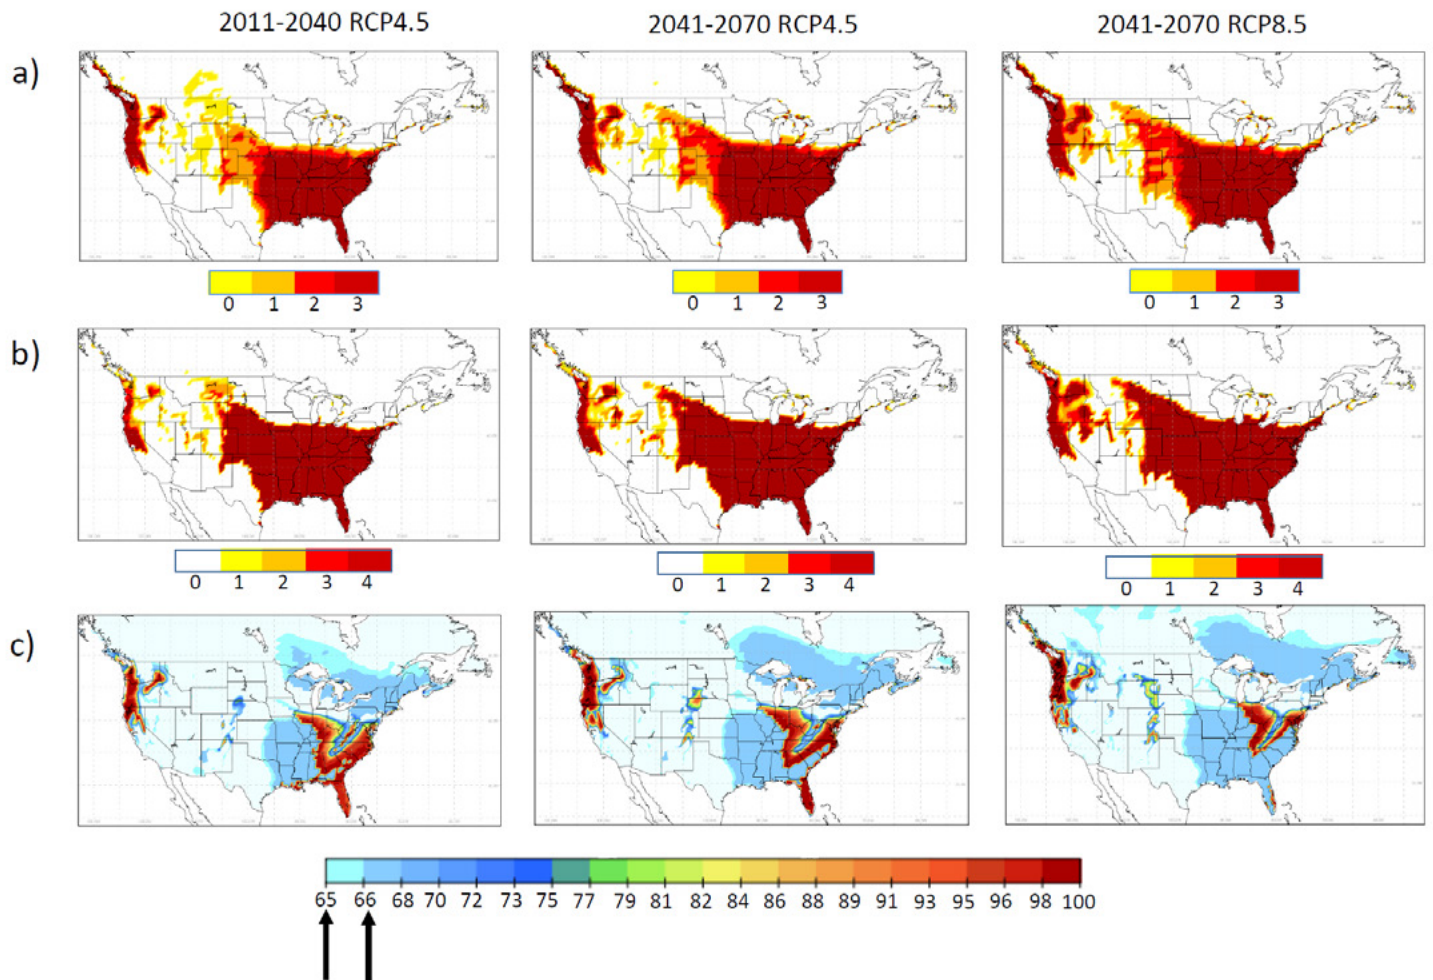 2011-2040 RCP4.5 2041-2070 RCP4.5 2041-2070 RCP8.5
a)
0 1 2 3 0 1 2 3 0 1 2 3
b)
0 1 2 3 4 0 1 2 3 4 0 1 2 3 4
c)
65 66 68 70 72 73 75 77 79 81 82 84 86 88 89 91 93 95 96 98 100